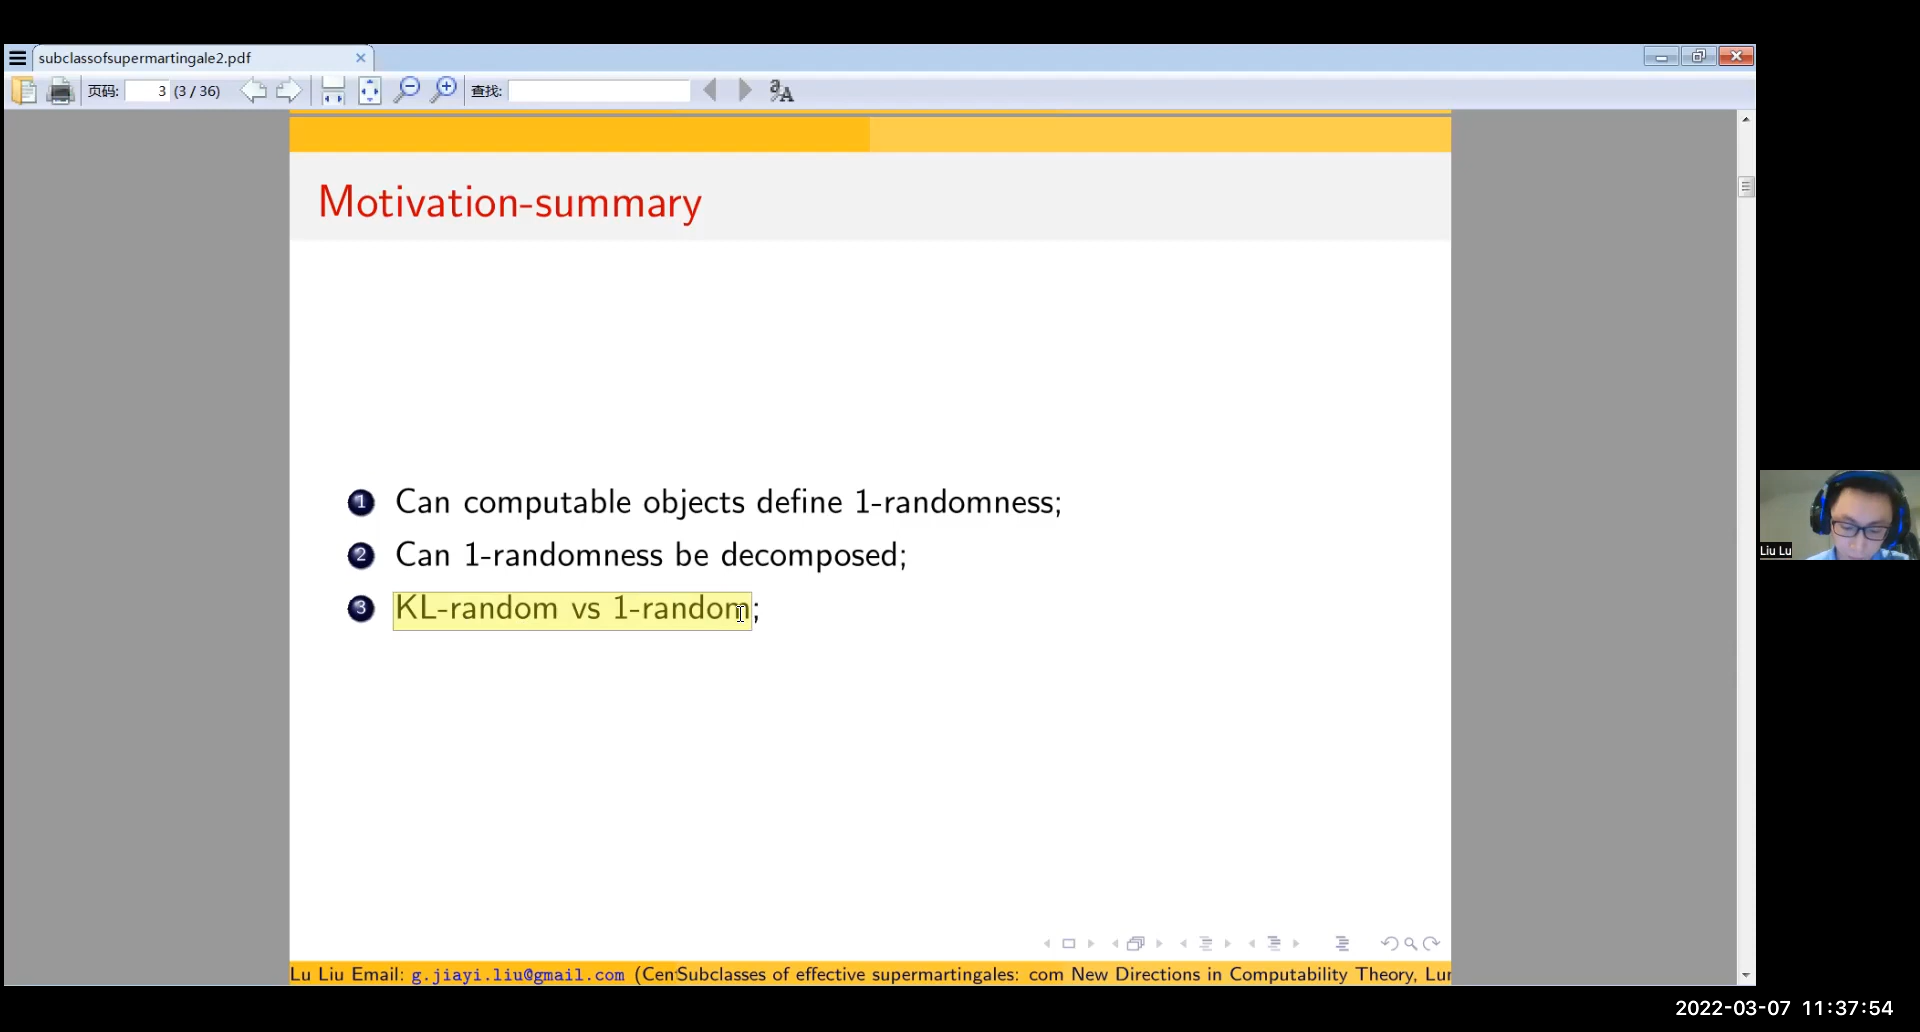 subclassofsupermartingale2.pdf
页码: 3 (3 / 36) 查找:
Motivation-summary
1 Can computable objects define 1-randomness;
2 Can 1-randomness be decomposed;
3 KL-random vs 1-random;
Liu Lu
Lu Liu Email: g.jiayi.liu@gmail.com (Cen Subclasses of effective supermartingales: com New Directions in Computability Theory, Lu
2022-03-07 11:37:54